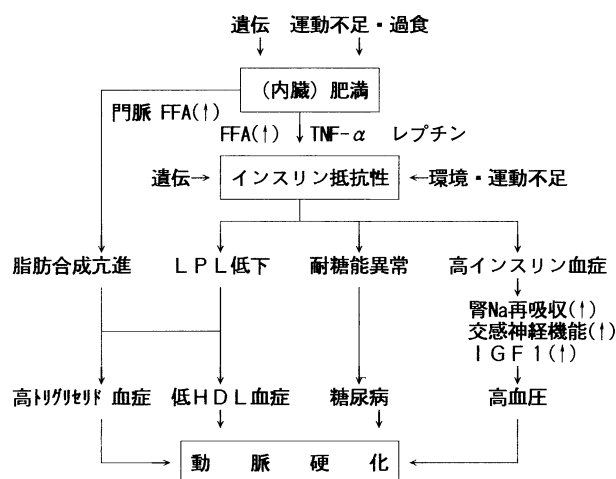 遺伝 運動不足・過食
(内臓)肥満
門脈 FFA(↑)
FFA(↑) TNF-α レプチン
遺伝→ インスリン抵抗性 ←環境・運動不足
脂肪合成亢進 LPL低下 耐糖能異常 高インスリン血症
腎Na再吸収(↑)
交感神経機能(↑)
IGF1(↑)
高トリグリセリド血症 低HDL血症 糖尿病 高血圧
動脈硬化